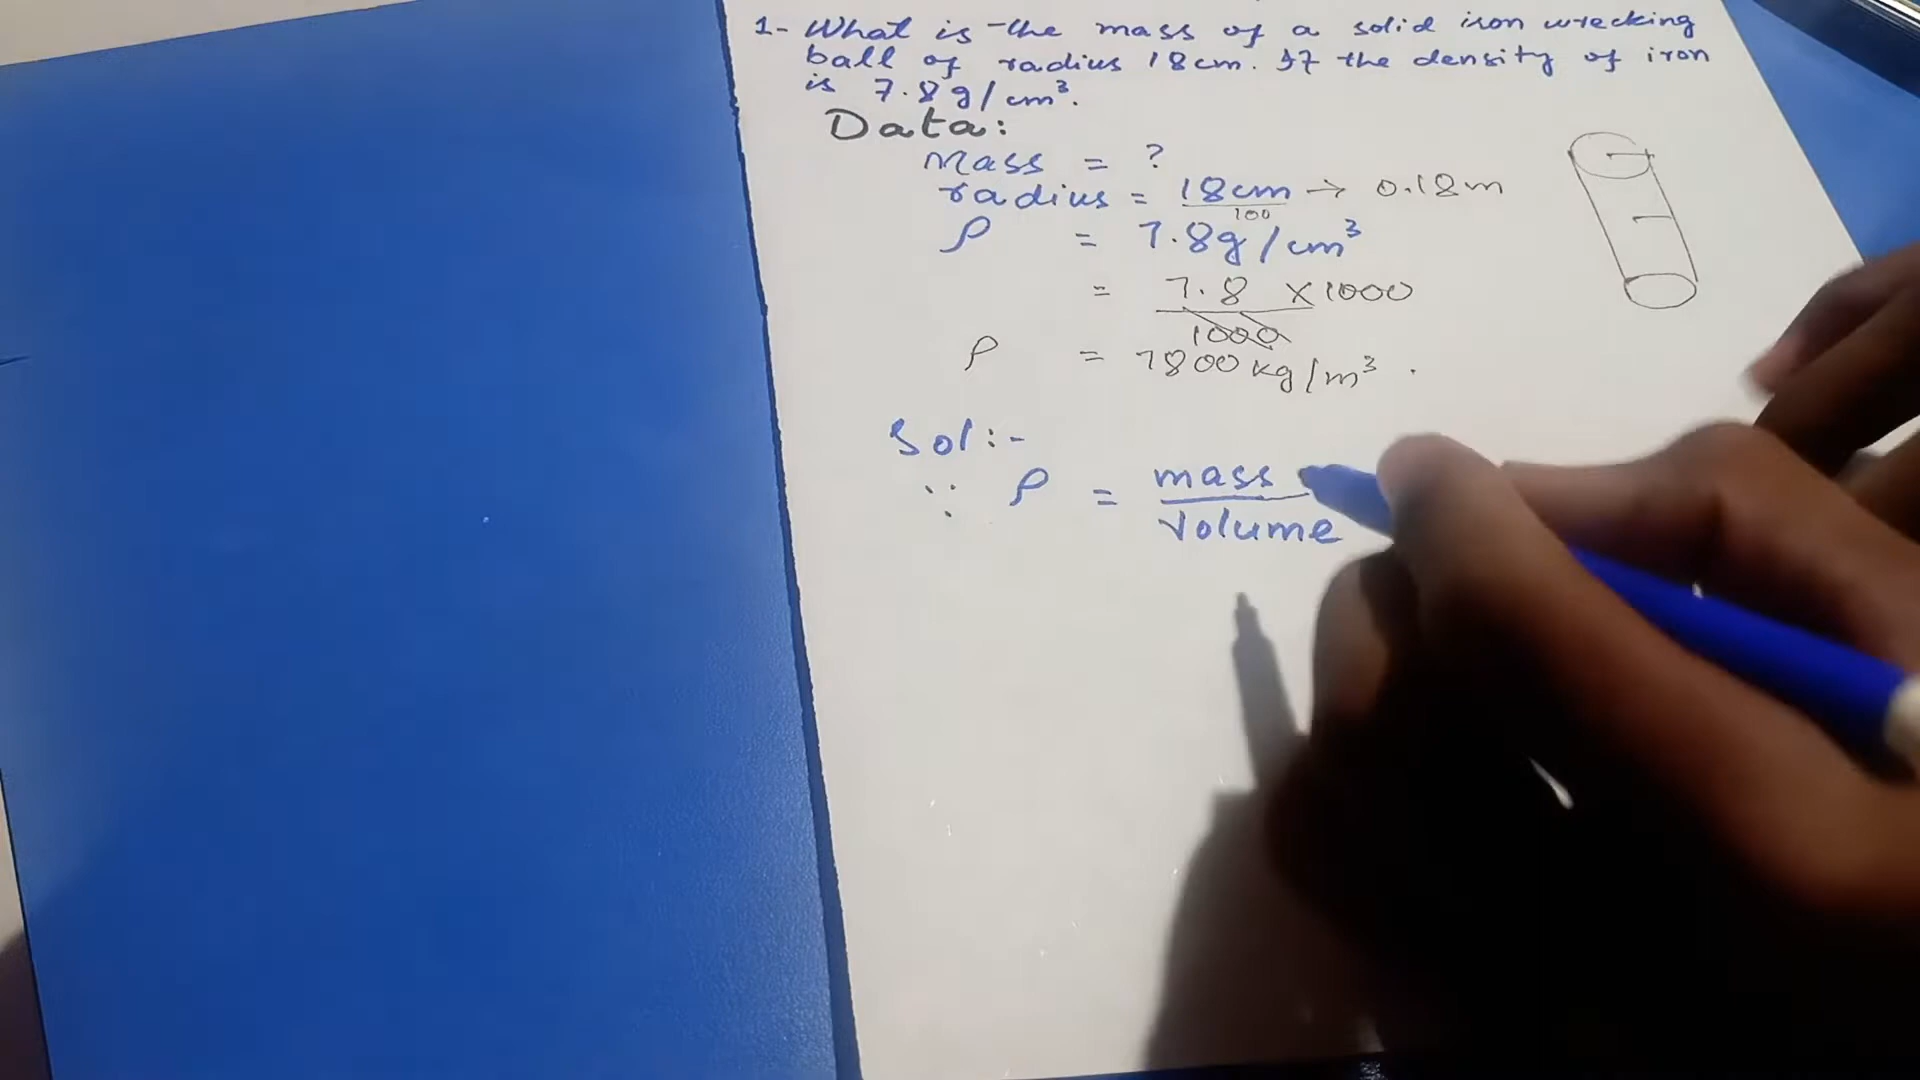 1- What is the mass of a solid iron wrecking
ball of radius 18cm. If the density of iron
is 7.8g/cm³.
Data:
Mass = ?
radius = 18cm → 0.18m
100
ρ = 7.8g/cm³
= 7.8 x1000
1000
ρ = 7800 kg/m³ .
Sol:-
∵ ρ = mass
Volume